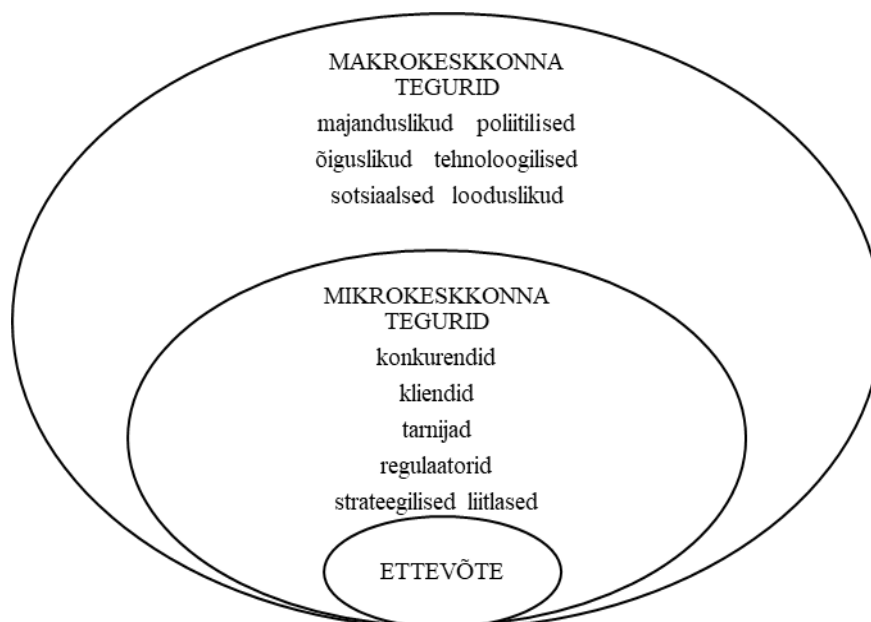 MAKROKESKKONNA
TEGURID
majanduslikud poliitilised
õiguslikud tehnoloogilised
sotsiaalsed looduslikud
MIKROKESKKONNA
TEGURID
konkurendid
kliendid
tarnijad
regulaatorid
strateegilised liitlased
ETTEVÕTE